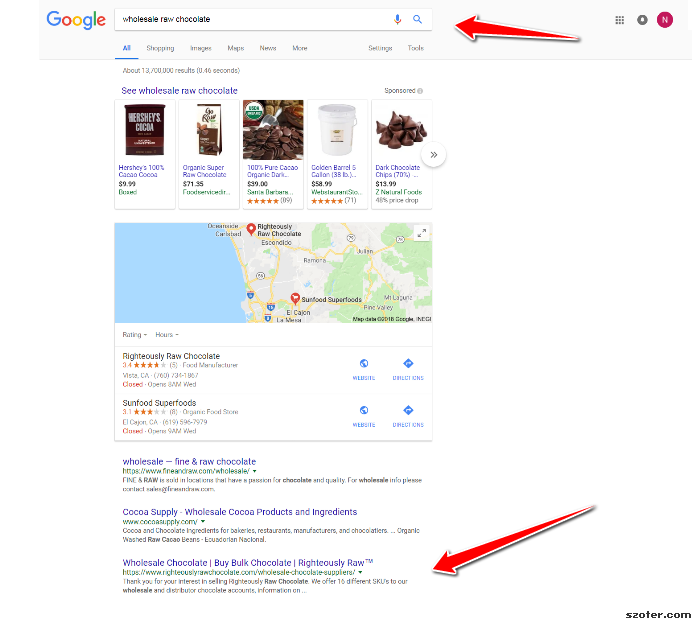 Google
wholesale raw chocolate
N
All Shopping Images Maps News More Settings Tools
About 13,700,000 results (0.46 seconds)
See wholesale raw chocolate Sponsored
HERSHEY'S
COCOA
USDA
ORGANIC
Hershey's 100% Cacao Cocoa
$9.99
Boxed
Organic Super Raw Chocolate
$71.35
Foodservicedir...
100% Pure Cacao Organic Dark...
$39.00
Santa Barbara...
(89)
Golden Barrel 5 Gallon (38 lb.)...
$58.99
WebstaurantSto...
(71)
Dark Chocolate Chips (70%) -...
$13.99
Z Natural Foods
48% price drop
Oceanside
Carlsbad
Righteously
Raw Chocolate
Escondido
Ramona
Julian
Sunfood Superfoods
Mt Laguna
Pine Valley
El Cajon
La Mesa
Map data ©2018 Google, INEGI
Rating Hours
Righteously Raw Chocolate
3.4 (5) · Food Manufacturer
Vista, CA · (760) 734-1867
Closed · Opens 8AM Wed
WEBSITE DIRECTIONS
Sunfood Superfoods
3.1 (8) · Organic Food Store
El Cajon, CA · (619) 596-7979
Closed · Opens 9AM Wed
WEBSITE DIRECTIONS
wholesale — fine & raw chocolate
https://www.fineandraw.com/wholesale/
FINE & RAW is sold in locations that have a passion for chocolate and quality. For wholesale info please
contact sales@fineandraw.com.
Cocoa Supply - Wholesale Cocoa Products and Ingredients
www.cocoasupply.com/
Cocoa and Chocolate ingredients for bakeries, restaurants, manufacturers, and chocolatiers. ... Organic
Washed Raw Cacao Beans - Ecuadorian Nacional.
Wholesale Chocolate | Buy Bulk Chocolate | Righteously Raw™
https://www.righteouslyrawchocolate.com/wholesale-chocolate-suppliers/
Thank you for your interest in selling Righteously Raw Chocolate. We offer 16 different SKU's to our
wholesale and distributor chocolate accounts, information on ...
szoter.com